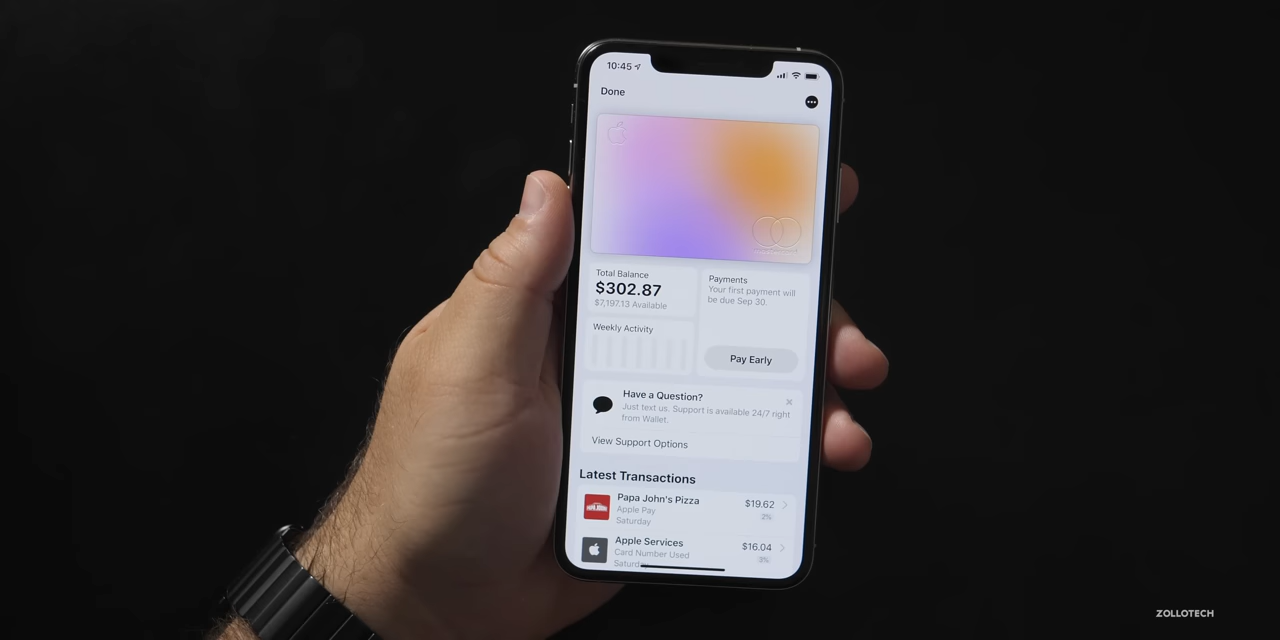 10:45
Done
Total Balance
$302.87
$7,197.13 Available
Payments
Your first payment will
be due Sep 30.
Weekly Activity
Pay Early
Have a Question?
Just text us. Support is available 24/7 right
from Wallet.
View Support Options
Latest Transactions
Papa John's Pizza
$19.62
Apple Pay
2%
Saturday
Apple Services
$16.04
Card Number Used
3%
Saturday
ZOLLOTECH